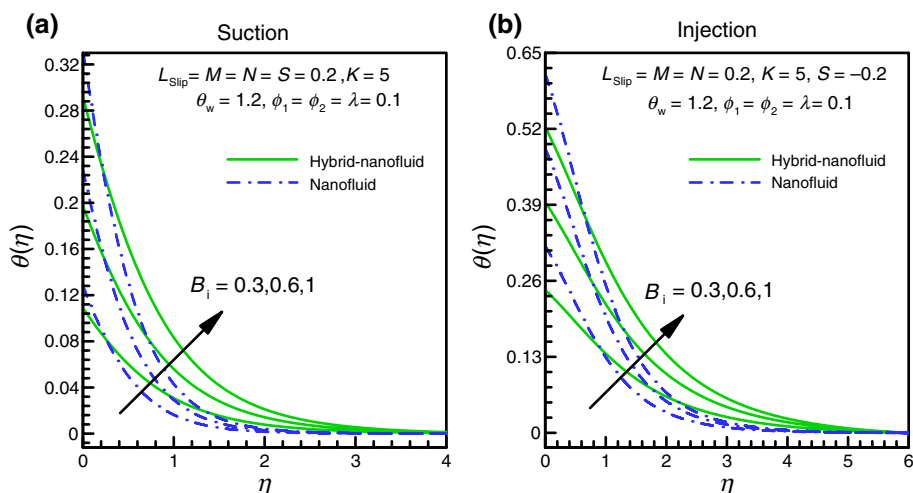 (a)
Suction
L_Slip = M = N = S = 0.2 , K = 5
θ_w = 1.2, ϕ_1 = ϕ_2 = λ = 0.1
Hybrid-nanofluid
Nanofluid
B_i = 0.3,0.6,1
θ(η)
0.32
0.28
0.24
0.2
0.16
0.12
0.08
0.04
0
0 1 2 3 4
η
(b)
Injection
L_Slip = M = N = 0.2, K = 5, S = −0.2
θ_w = 1.2, ϕ_1 = ϕ_2 = λ = 0.1
Hybrid-nanofluid
Nanofluid
B_i = 0.3,0.6,1
θ(η)
0.65
0.52
0.39
0.26
0.13
0
0 1 2 3 4 5 6
η